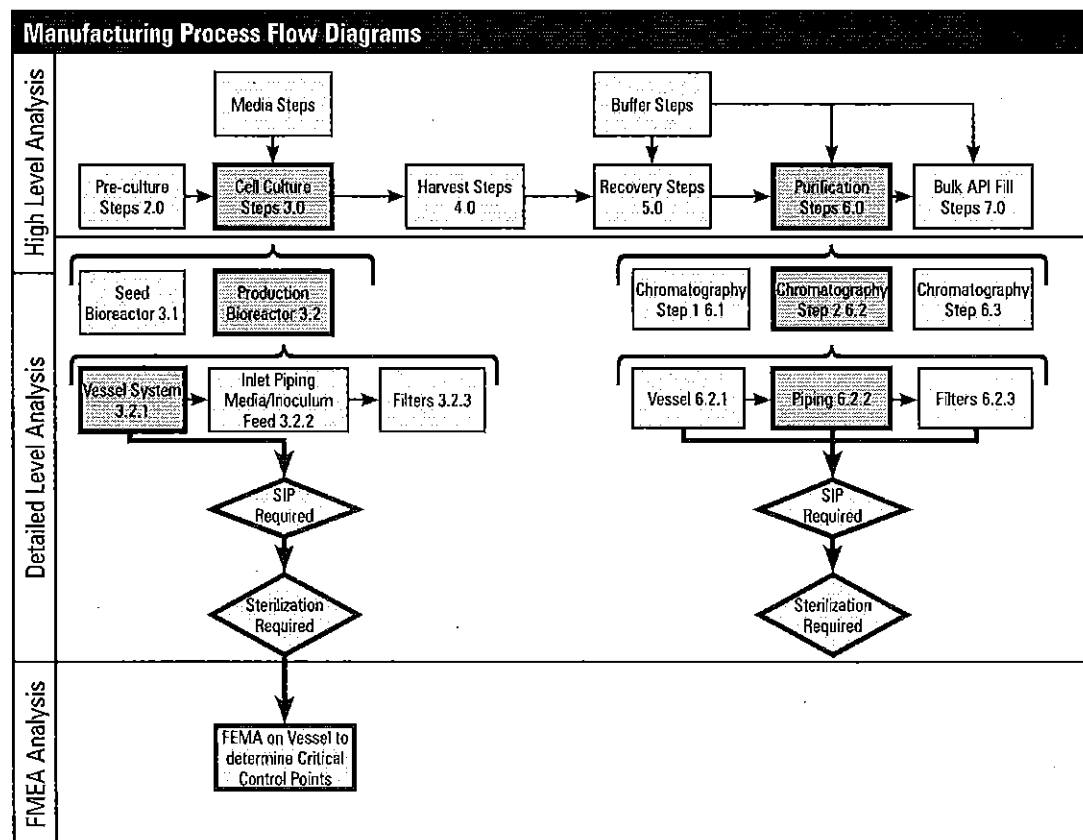 Manufacturing Process Flow Diagrams
High Level Analysis
Media Steps
Buffer Steps
Pre-culture
Steps 2.0
Cell Culture
Steps 3.0
Harvest Steps
4.0
Recovery Steps
5.0
Purification
Steps 6.0
Bulk API Fill
Steps 7.0
Detailed Level Analysis
Seed
Bioreactor 3.1
Production
Bioreactor 3.2
Chromatography
Step 1 6.1
Chromatography
Step 2 6.2
Chromatography
Step 6.3
Vessel System
3.2.1
Inlet Piping
Media/Inoculum
Feed 3.2.2
Filters 3.2.3
Vessel 6.2.1
Piping 6.2.2
Filters 6.2.3
SIP
Required
SIP
Required
Sterilization
Required
Sterilization
Required
FMEA Analysis
FEMA on Vessel to
determine Critical
Control Points